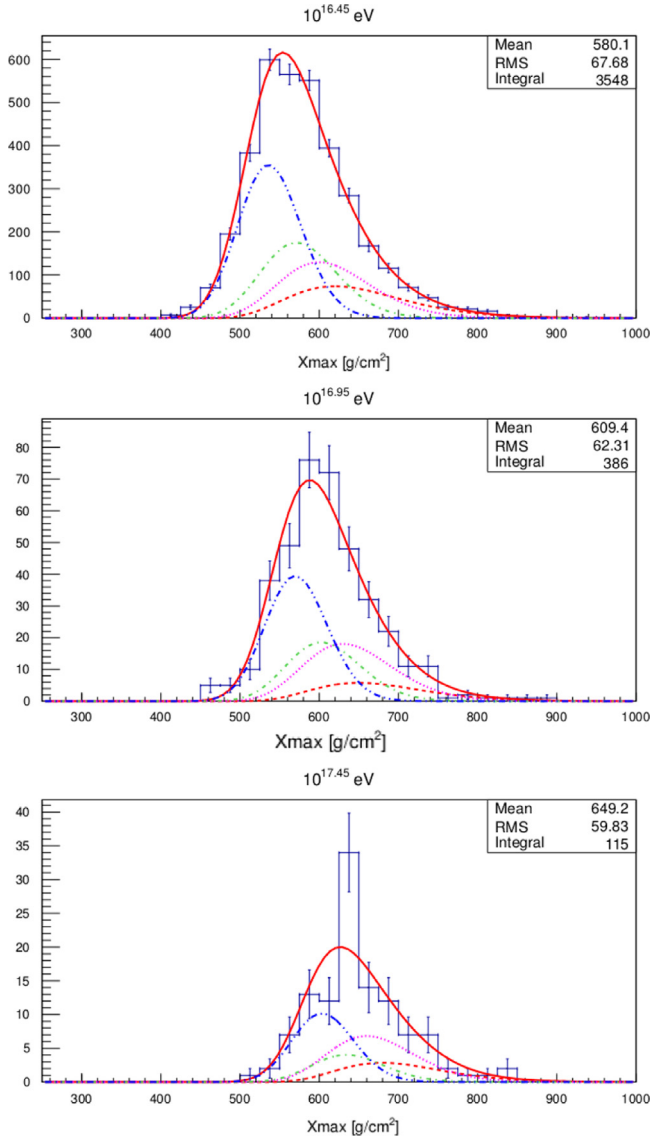 10^16.45 eV
Mean 580.1
RMS 67.68
Integral 3548
600
500
400
300
200
100
0
300 400 500 600 700 800 900 1000
Xmax [g/cm²]
10^16.95 eV
Mean 609.4
RMS 62.31
Integral 386
80
70
60
50
40
30
20
10
0
300 400 500 600 700 800 900 1000
Xmax [g/cm²]
10^17.45 eV
Mean 649.2
RMS 59.83
Integral 115
40
35
30
25
20
15
10
5
0
300 400 500 600 700 800 900 1000
Xmax [g/cm²]